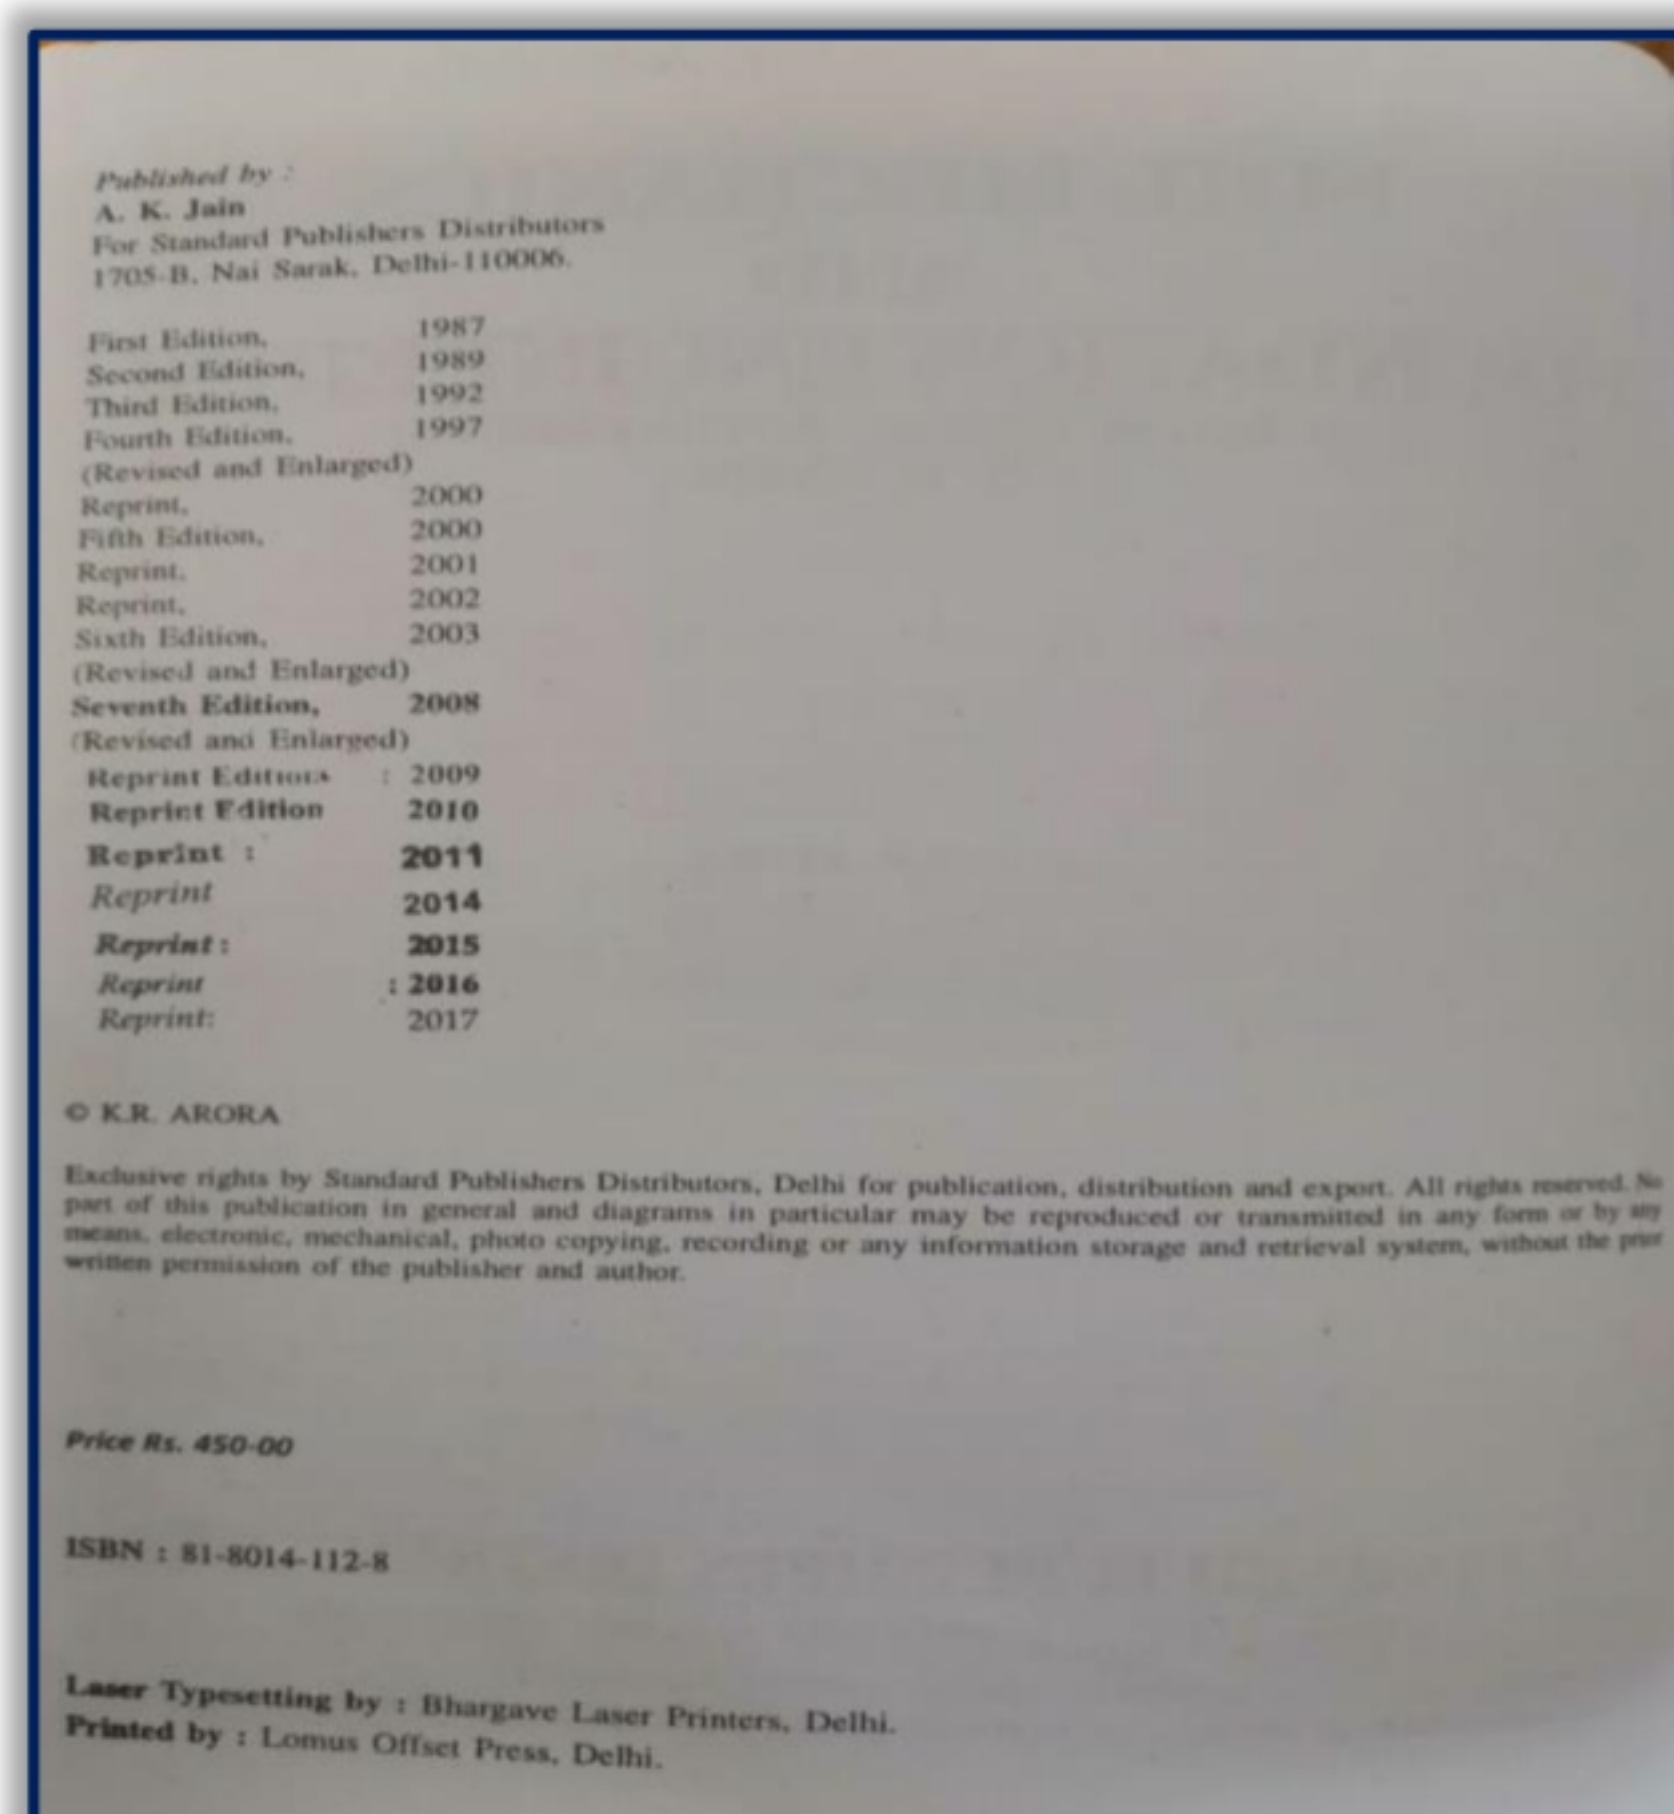 Published by :
A. K. Jain
For Standard Publishers Distributors
1705-B, Nai Sarak, Delhi-110006.
First Edition, 1987
Second Edition, 1989
Third Edition, 1992
Fourth Edition, 1997
(Revised and Enlarged)
Reprint, 2000
Fifth Edition, 2000
Reprint, 2001
Reprint, 2002
Sixth Edition, 2003
(Revised and Enlarged)
Seventh Edition, 2008
(Revised and Enlarged)
Reprint Editions : 2009
Reprint Edition 2010
Reprint : 2011
Reprint 2014
Reprint : 2015
Reprint : 2016
Reprint: 2017
© K.R. ARORA
Exclusive rights by Standard Publishers Distributors, Delhi for publication, distribution and export. All rights reserved. No
part of this publication in general and diagrams in particular may be reproduced or transmitted in any form or by any
means, electronic, mechanical, photo copying, recording or any information storage and retrieval system, without the prior
written permission of the publisher and author.
Price Rs. 450-00
ISBN : 81-8014-112-8
Laser Typesetting by : Bhargave Laser Printers, Delhi.
Printed by : Lomus Offset Press, Delhi.